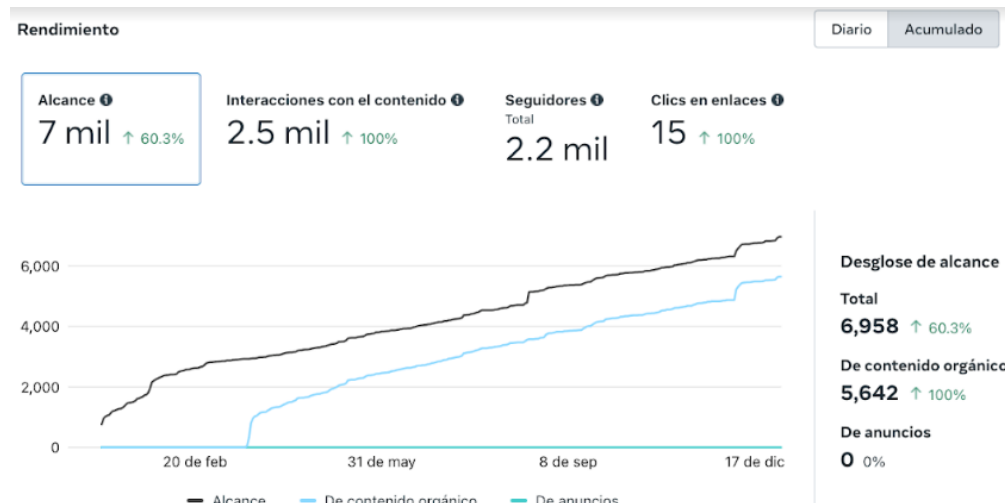 Rendimiento
Diario Acumulado
Alcance Interacciones con el contenido Seguidores Clics en enlaces
Total
7 mil ↑ 60.3% 2.5 mil ↑ 100% 2.2 mil 15 ↑ 100%
6,000
4,000
2,000
0
20 de feb 31 de may 8 de sep 17 de dic
Alcance De contenido orgánico De anuncios
Desglose de alcance
Total
6,958 ↑ 60.3%
De contenido orgánico
5,642 ↑ 100%
De anuncios
0 0%